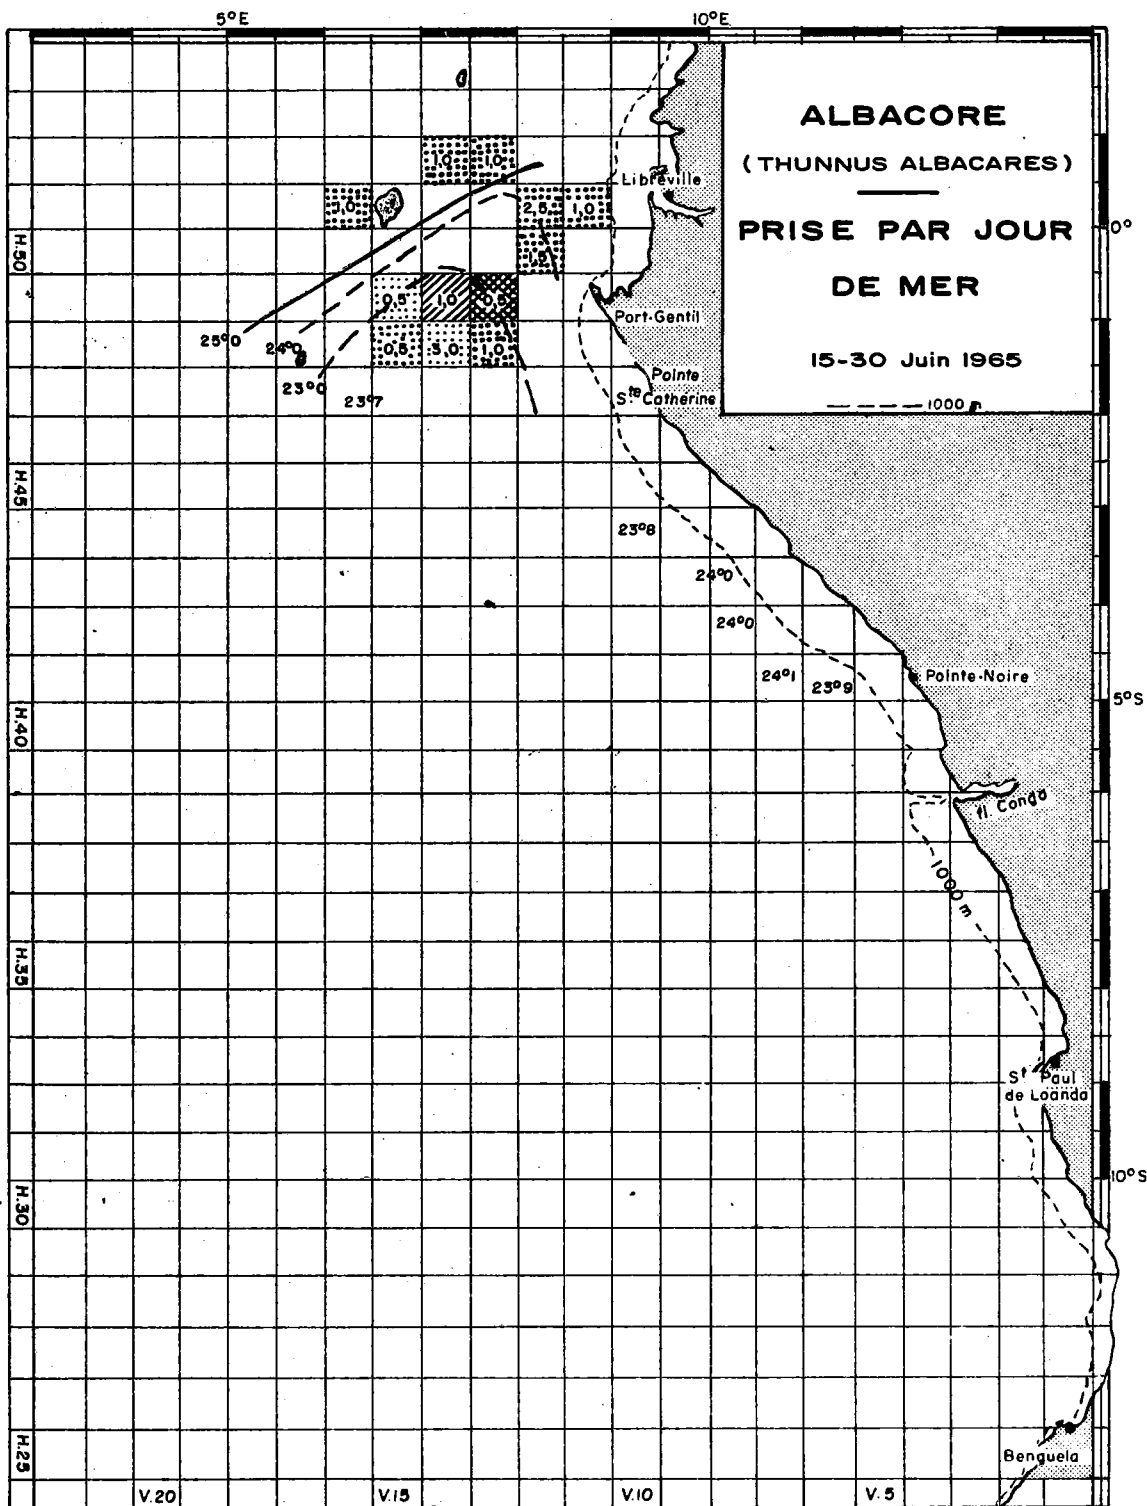 5°E 10°E
ALBACORE
(THUNNUS ALBACARES)
PRISE PAR JOUR
DE MER
15-30 Juin 1965
1000 m
1,0 1,0
Libreville
1,0 2,5 1,0
0°
1,5
H.50
0,5 1,0 0,5
Port-Gentil
25°0 24°0
0,5 3,0 1,0
23°0 23°7
Pointe
Ste Catherine
H.45
23°8
24°0
24°0
24°1 23°9
Pointe-Noire
5°S
H.40
fl. Congo
1000 m
H.35
St Paul
de Loanda
10°S
H.30
H.25
Benguela
V.20 V.15 V.10 V.5